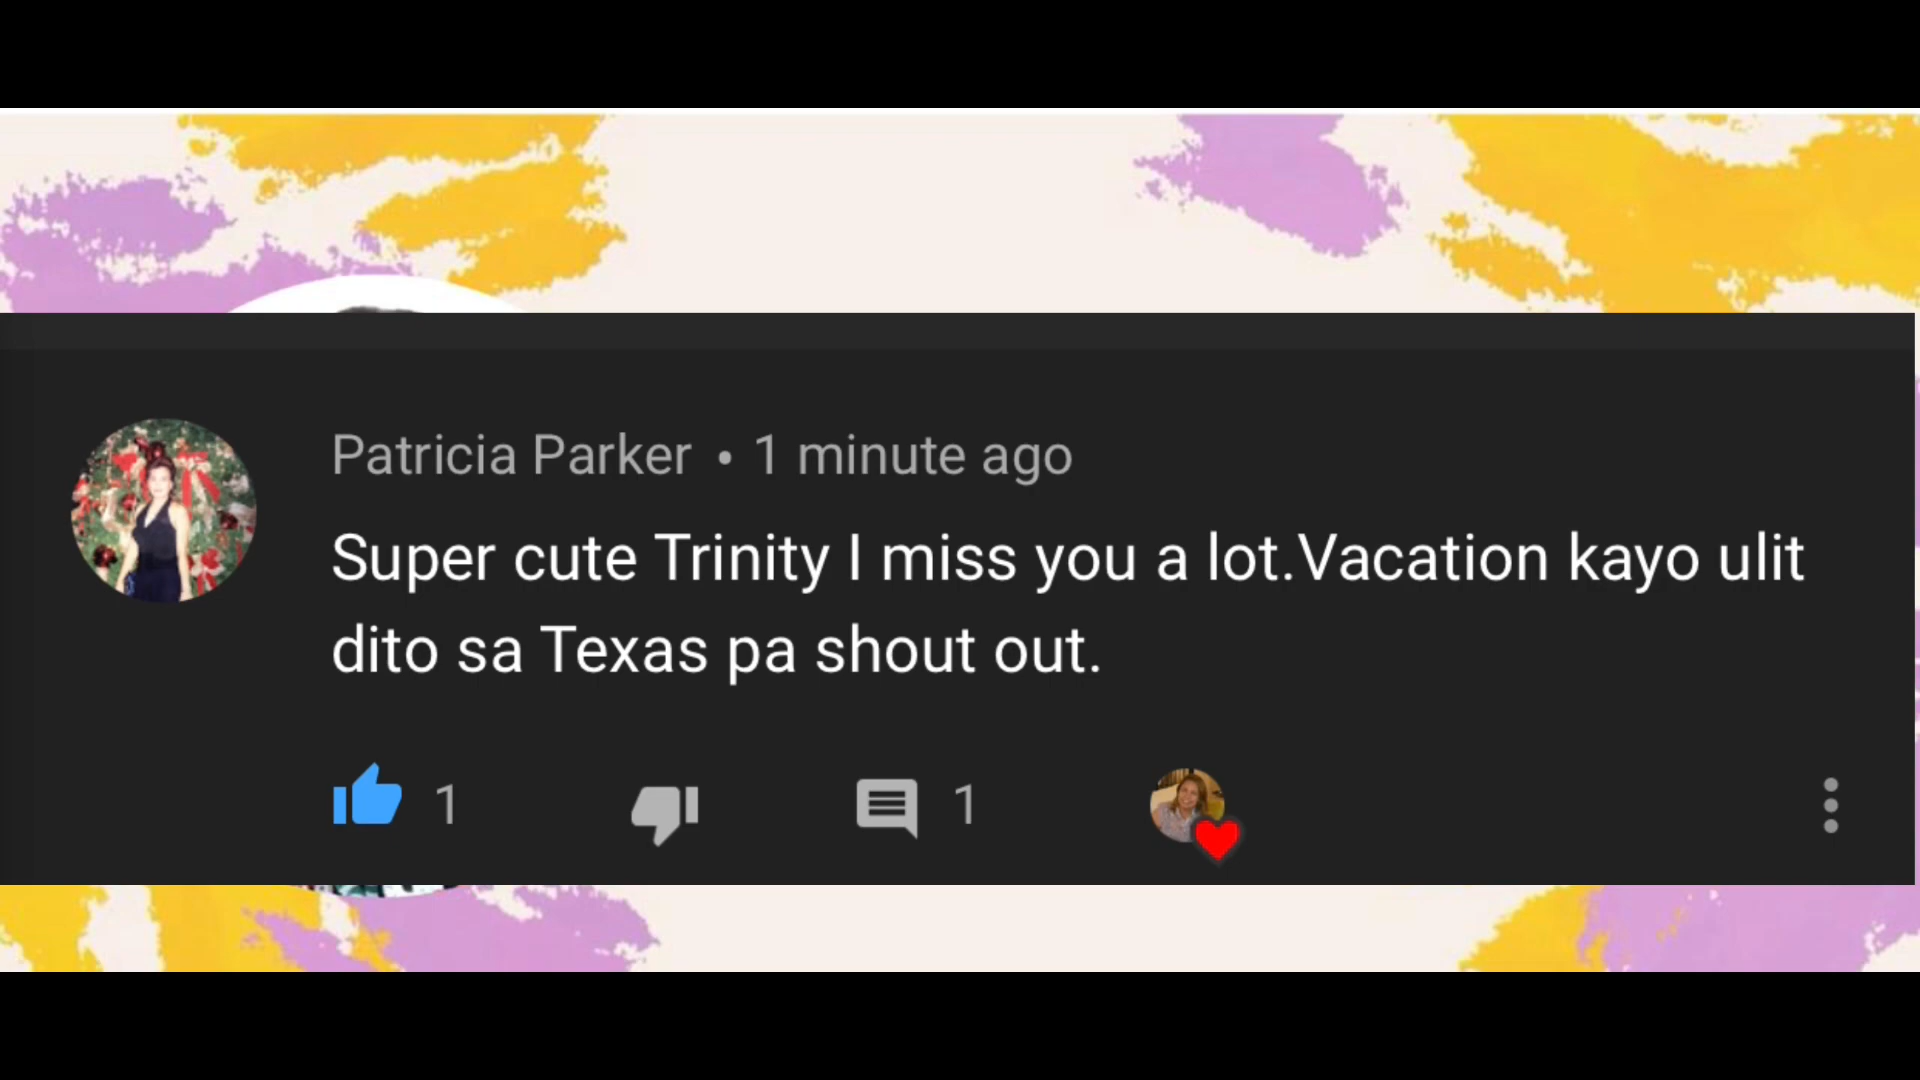 Patricia Parker • 1 minute ago
Super cute Trinity I miss you a lot.Vacation kayo ulit
dito sa Texas pa shout out.
1 1